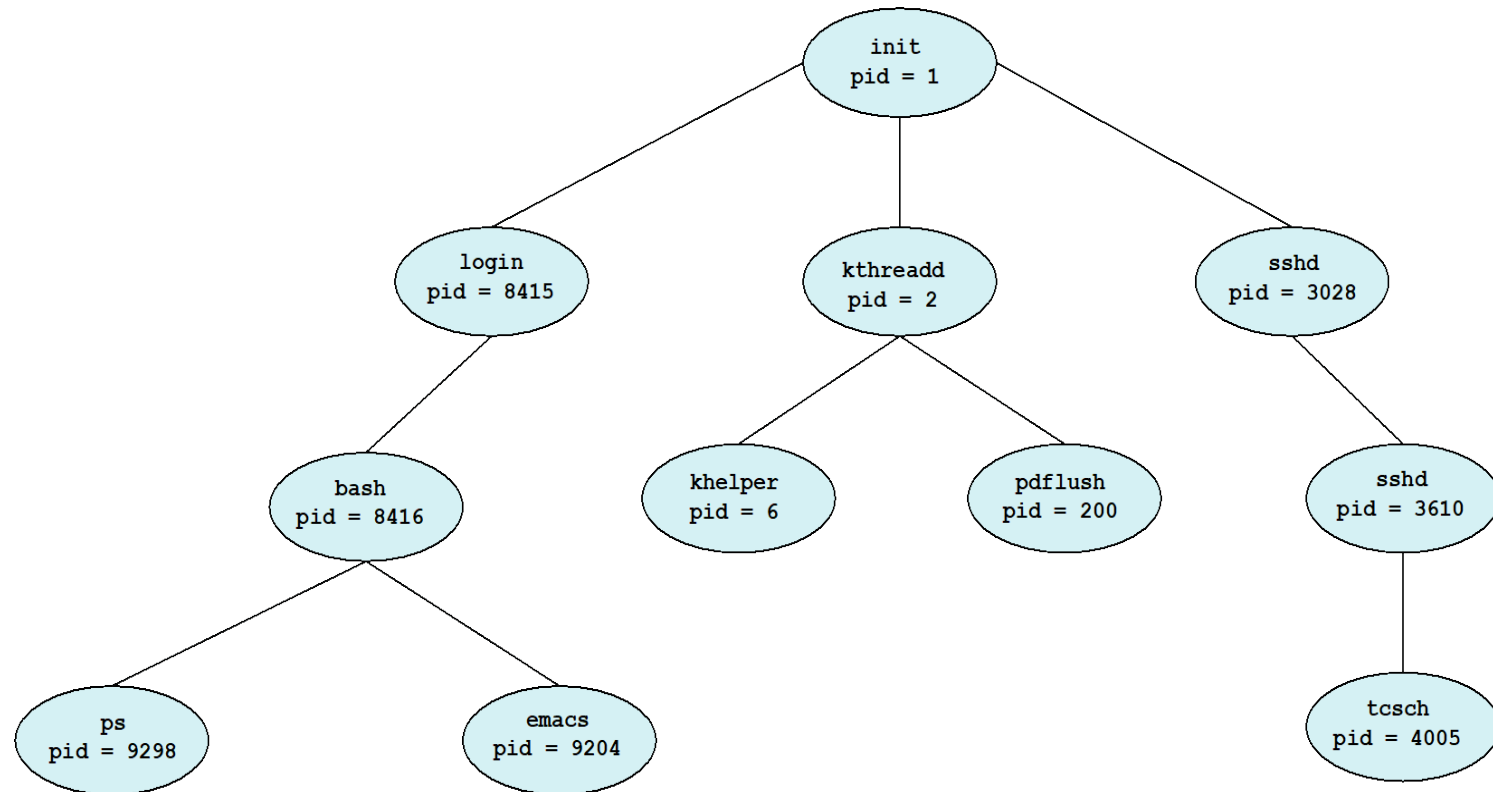 init
pid = 1
login
pid = 8415
kthreadd
pid = 2
sshd
pid = 3028
bash
pid = 8416
khelper
pid = 6
pdflush
pid = 200
sshd
pid = 3610
ps
pid = 9298
emacs
pid = 9204
tcsch
pid = 4005